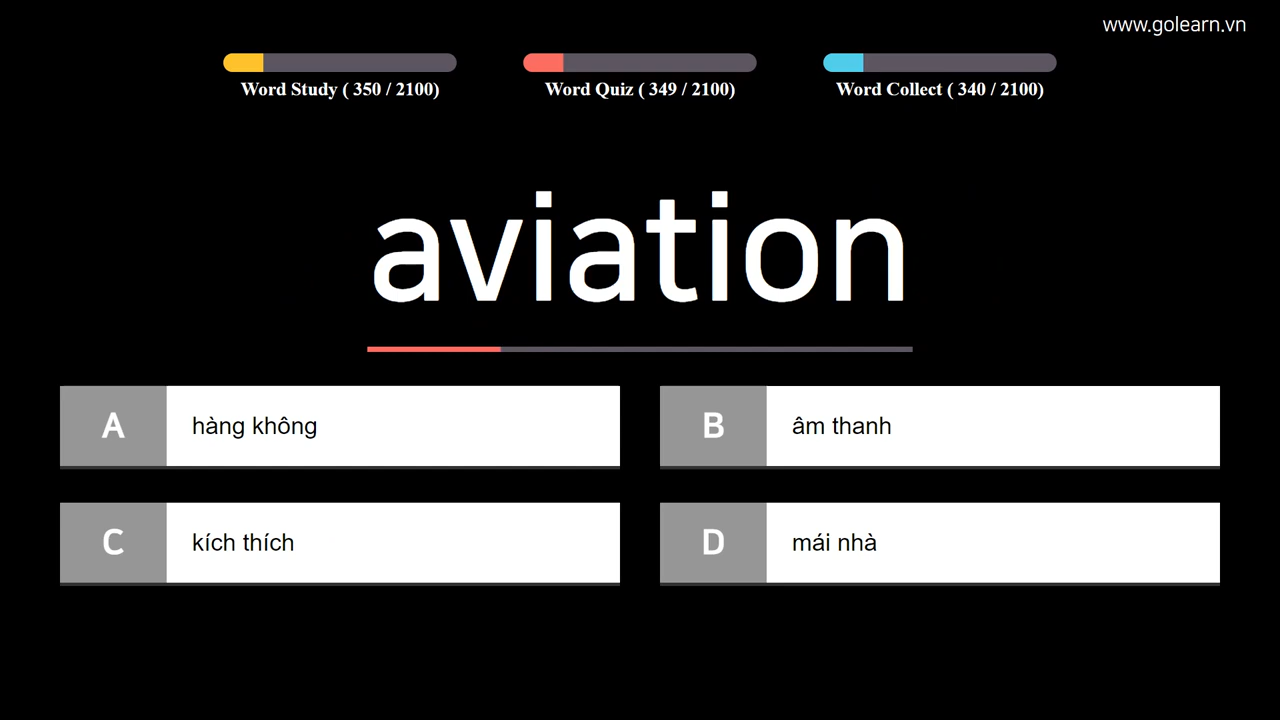 www.golearn.vn
Word Study ( 350 / 2100)
Word Quiz ( 349 / 2100)
Word Collect ( 340 / 2100)
aviation
A hàng không
B âm thanh
C kích thích
D mái nhà